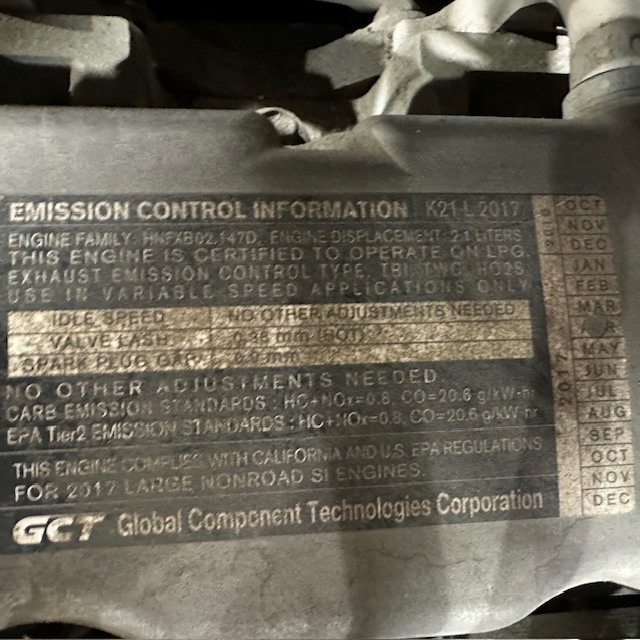 EMISSION CONTROL INFORMATION K21-L 2017
ENGINE FAMILY: HNFXB02.147D, ENGINE DISPLACEMENT: 2.1 LITERS
THIS ENGINE IS CERTIFIED TO OPERATE ON LPG.
EXHAUST EMISSION CONTROL TYPE, TBI, TWC, HO2S
USE IN VARIABLE SPEED APPLICATIONS ONLY
IDLE SPEED NO OTHER ADJUSTMENTS NEEDED
VALVE LASH 0.38 mm (HOT)
SPARK PLUG GAP 0.9 mm
NO OTHER ADJUSTMENTS NEEDED.
CARB EMISSION STANDARDS : HC+NOx=0.8, CO=20.6 g/kW-hr
EPA Tier2 EMISSION STANDARDS : HC+NOx=0.8, CO=20.6 g/kW-hr
THIS ENGINE COMPLIES WITH CALIFORNIA AND U.S. EPA REGULATIONS
FOR 2017 LARGE NONROAD SI ENGINES.
GCT Global Component Technologies Corporation
OCT
NOV
DEC
2017
JAN
FEB
MAR
APR
MAY
JUN
JUL
AUG
SEP
OCT
NOV
DEC